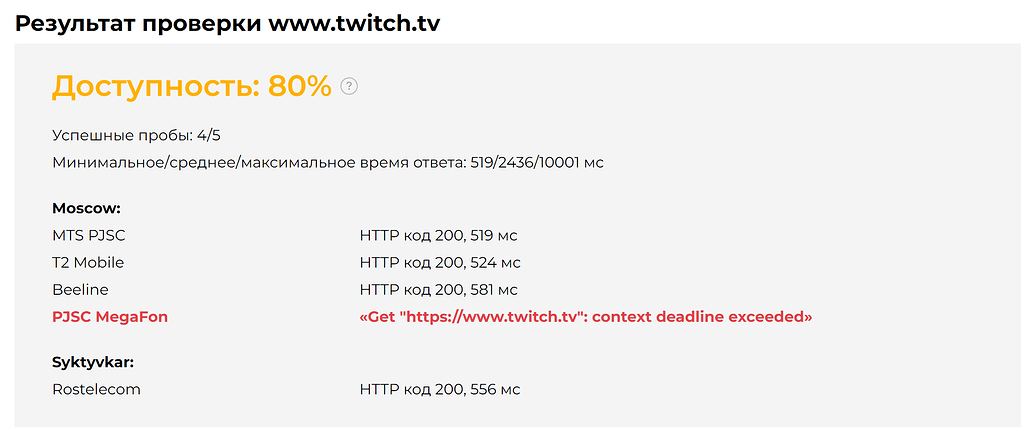 Результат проверки www.twitch.tv
Доступность: 80% ?
Успешные пробы: 4/5
Минимальное/среднее/максимальное время ответа: 519/2436/10001 мс
Moscow:
MTS PJSC HTTP код 200, 519 мс
T2 Mobile HTTP код 200, 524 мс
Beeline HTTP код 200, 581 мс
PJSC MegaFon «Get "https://www.twitch.tv": context deadline exceeded»
Syktyvkar:
Rostelecom HTTP код 200, 556 мс